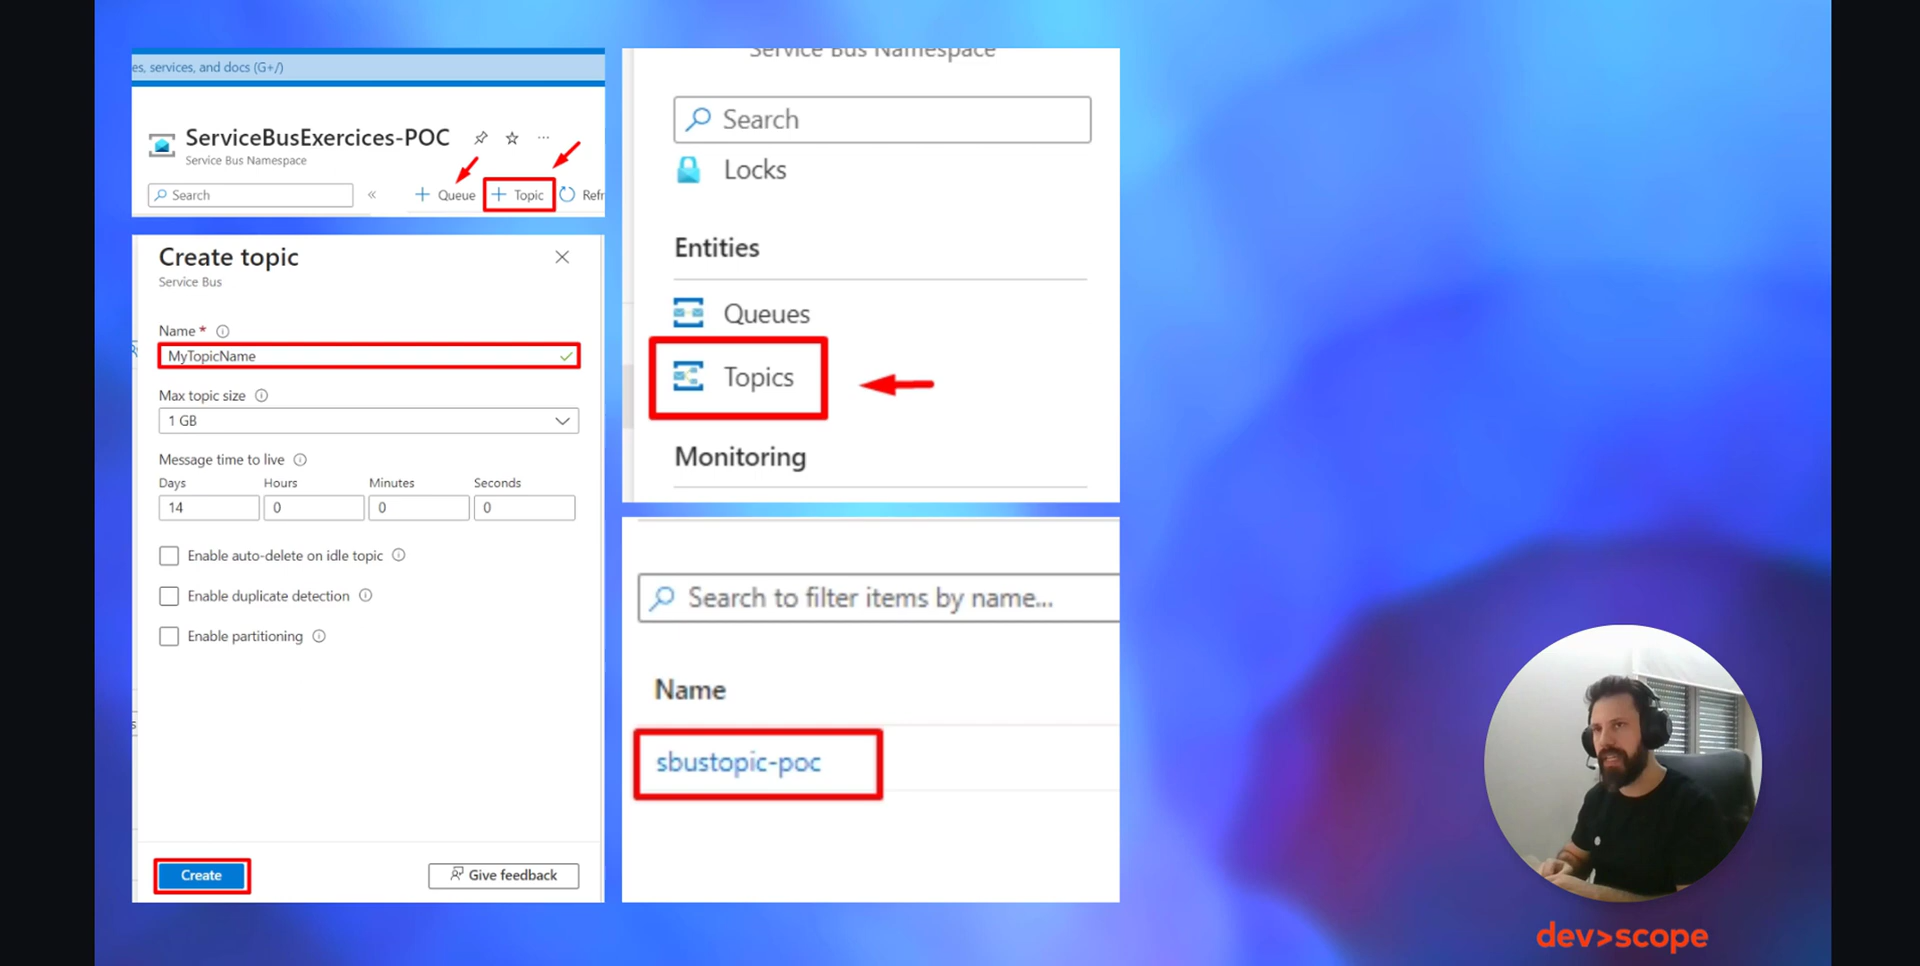 es, services, and docs (G+/)
ServiceBusExercices-POC
Service Bus Namespace
Search
«
+ Queue
+ Topic
Refr
Create topic
Service Bus
Name *
MyTopicName
Max topic size
1 GB
Message time to live
Days Hours Minutes Seconds
14 0 0 0
Enable auto-delete on idle topic
Enable duplicate detection
Enable partitioning
Create
Give feedback
Service Bus Namespace
Search
Locks
Entities
Queues
Topics
Monitoring
Search to filter items by name...
Name
sbustopic-poc
dev>scope